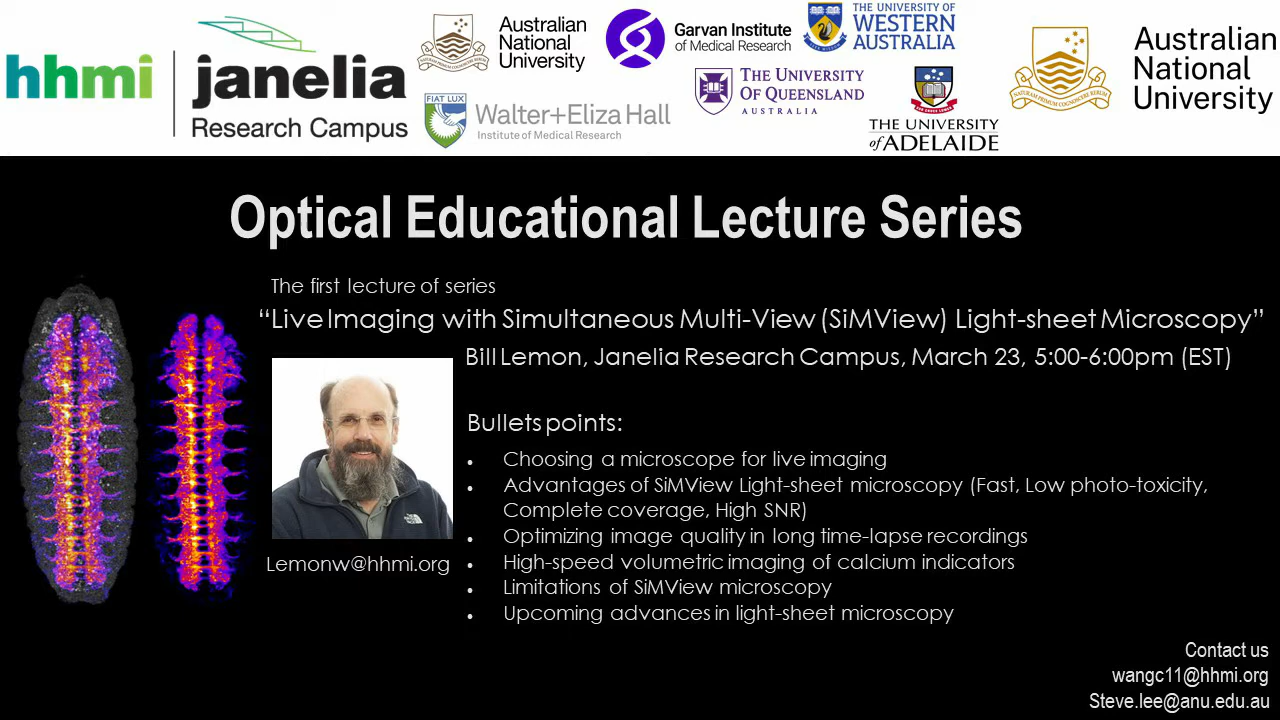 hhmi
janelia
Research Campus
Australian
National
University
FIAT LUX
Walter+Eliza Hall
Institute of Medical Research
Garvan Institute
of Medical Research
THE UNIVERSITY
OF QUEENSLAND
AUSTRALIA
THE UNIVERSITY OF
WESTERN
AUSTRALIA
THE UNIVERSITY
of ADELAIDE
Australian
National
University
Optical Educational Lecture Series
The first lecture of series
“Live Imaging with Simultaneous Multi-View (SiMView) Light-sheet Microscopy”
Bill Lemon, Janelia Research Campus, March 23, 5:00-6:00pm (EST)
Bullets points:
• Choosing a microscope for live imaging
• Advantages of SiMView Light-sheet microscopy (Fast, Low photo-toxicity,
Complete coverage, High SNR)
• Optimizing image quality in long time-lapse recordings
• High-speed volumetric imaging of calcium indicators
• Limitations of SiMView microscopy
• Upcoming advances in light-sheet microscopy
Lemonw@hhmi.org
Contact us
wangc11@hhmi.org
Steve.lee@anu.edu.au